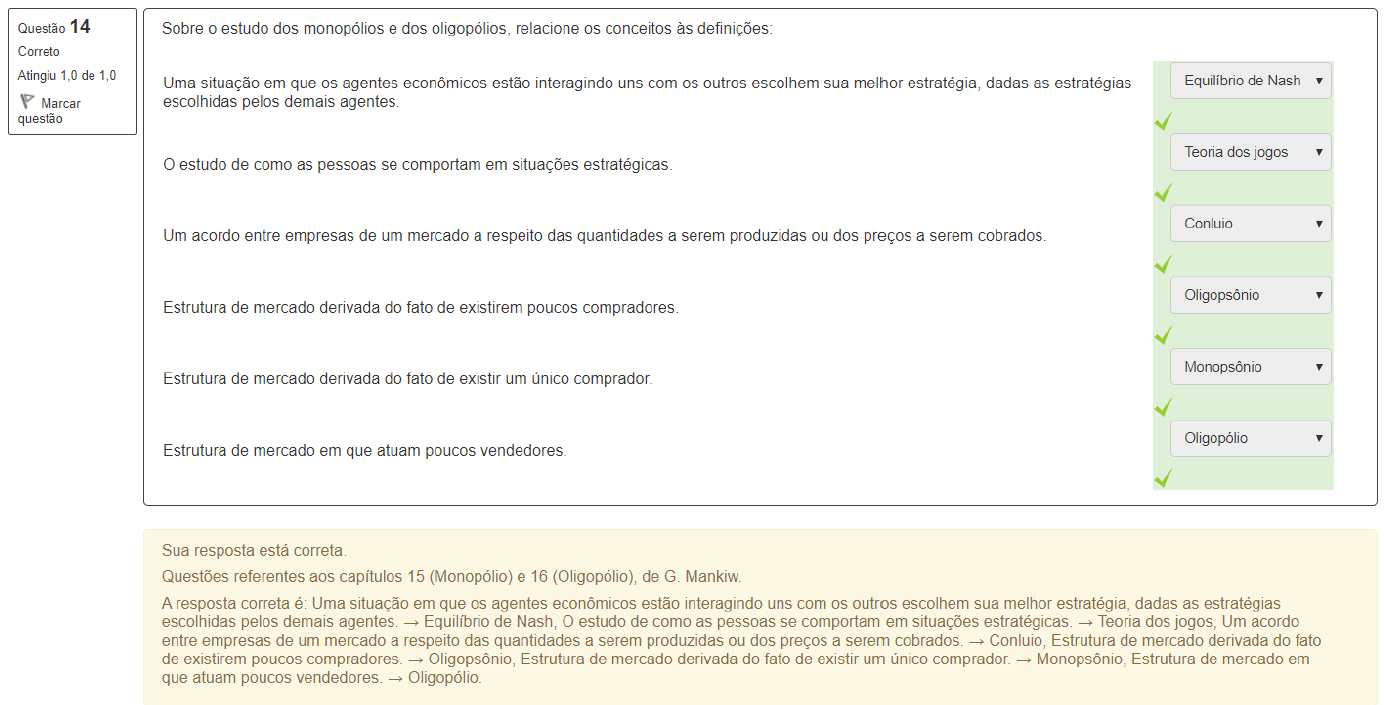 Questão 14
Correto
Atingiu 1,0 de 1,0
Marcar
questão
Sobre o estudo dos monopólios e dos oligopólios, relacione os conceitos às definições:
Uma situação em que os agentes econômicos estão interagindo uns com os outros escolhem sua melhor estratégia, dadas as estratégias
escolhidas pelos demais agentes.
Equilíbrio de Nash
O estudo de como as pessoas se comportam em situações estratégicas.
Teoria dos jogos
Um acordo entre empresas de um mercado a respeito das quantidades a serem produzidas ou dos preços a serem cobrados.
Conluio
Estrutura de mercado derivada do fato de existirem poucos compradores.
Oligopsônio
Estrutura de mercado derivada do fato de existir um único comprador.
Monopsônio
Estrutura de mercado em que atuam poucos vendedores.
Oligopólio
Sua resposta está correta.
Questões referentes aos capítulos 15 (Monopólio) e 16 (Oligopólio), de G. Mankiw.
A resposta correta é: Uma situação em que os agentes econômicos estão interagindo uns com os outros escolhem sua melhor estratégia, dadas as estratégias
escolhidas pelos demais agentes. → Equilíbrio de Nash, O estudo de como as pessoas se comportam em situações estratégicas. → Teoria dos jogos, Um acordo
entre empresas de um mercado a respeito das quantidades a serem produzidas ou dos preços a serem cobrados. → Conluio, Estrutura de mercado derivada do fato
de existirem poucos compradores. → Oligopsônio, Estrutura de mercado derivada do fato de existir um único comprador. → Monopsônio, Estrutura de mercado em
que atuam poucos vendedores. → Oligopólio.